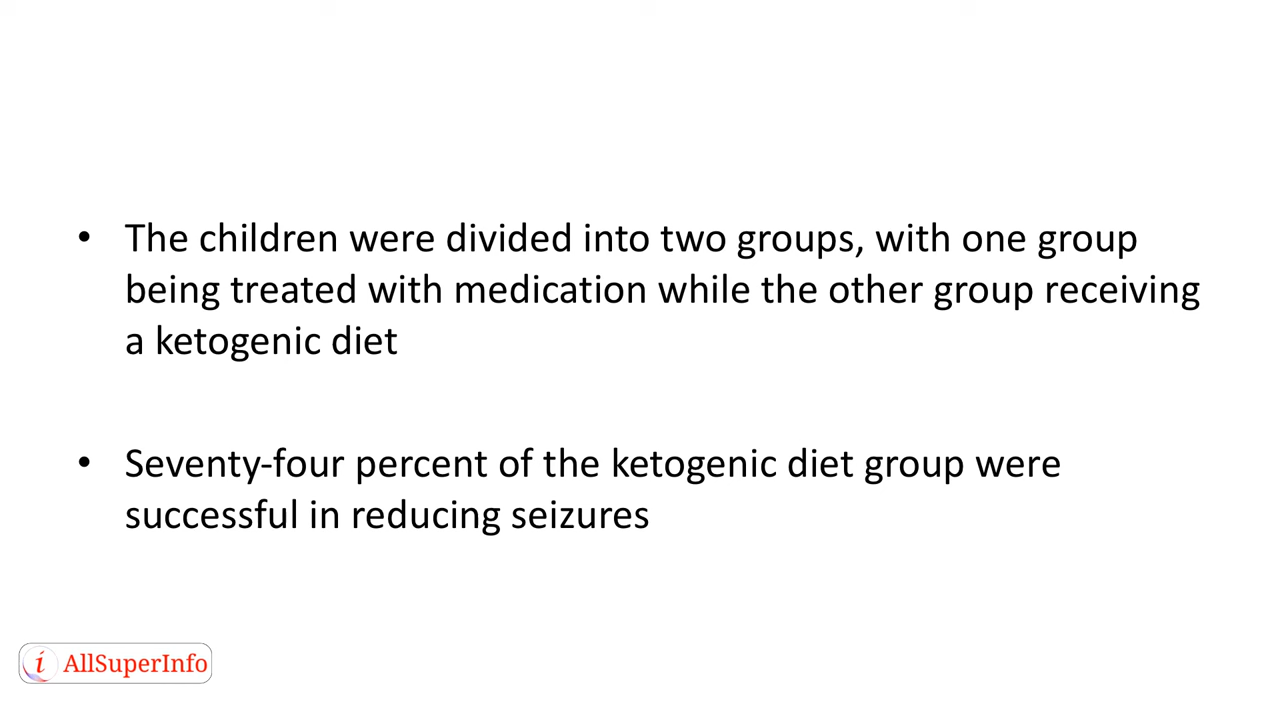 • The children were divided into two groups, with one group
being treated with medication while the other group receiving
a ketogenic diet
• Seventy-four percent of the ketogenic diet group were
successful in reducing seizures
i AllSuperInfo